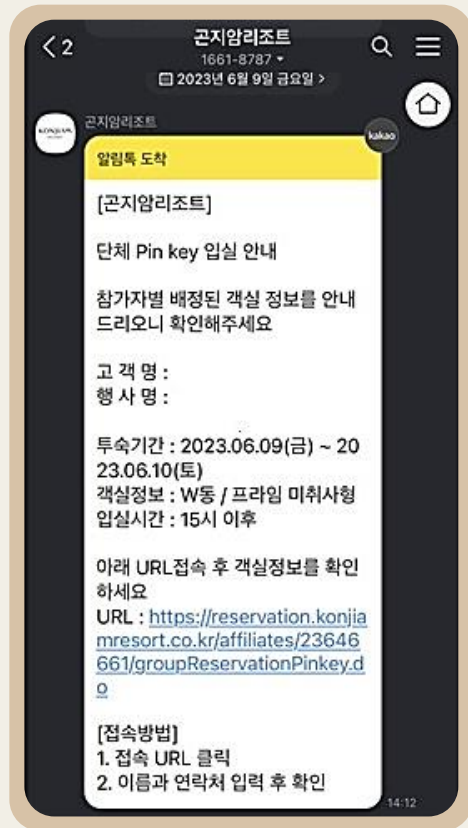 2
곤지암리조트
1661-8787
2023년 6월 9일 금요일 >
KONJIAM
곤지암리조트
kakao
알림톡 도착
[곤지암리조트]
단체 Pin key 입실 안내
참가자별 배정된 객실 정보를 안내
드리오니 확인해주세요
고 객 명 :
행 사 명 :
투숙기간 : 2023.06.09(금) ~ 20
23.06.10(토)
객실정보 : W동 / 프라임 미취사형
입실시간 : 15시 이후
아래 URL접속 후 객실정보를 확인
하세요
URL : https://reservation.konjia
mresort.co.kr/affiliates/23646
661/groupReservationPinkey.d
o
[접속방법]
1. 접속 URL 클릭
2. 이름과 연락처 입력 후 확인
14:12